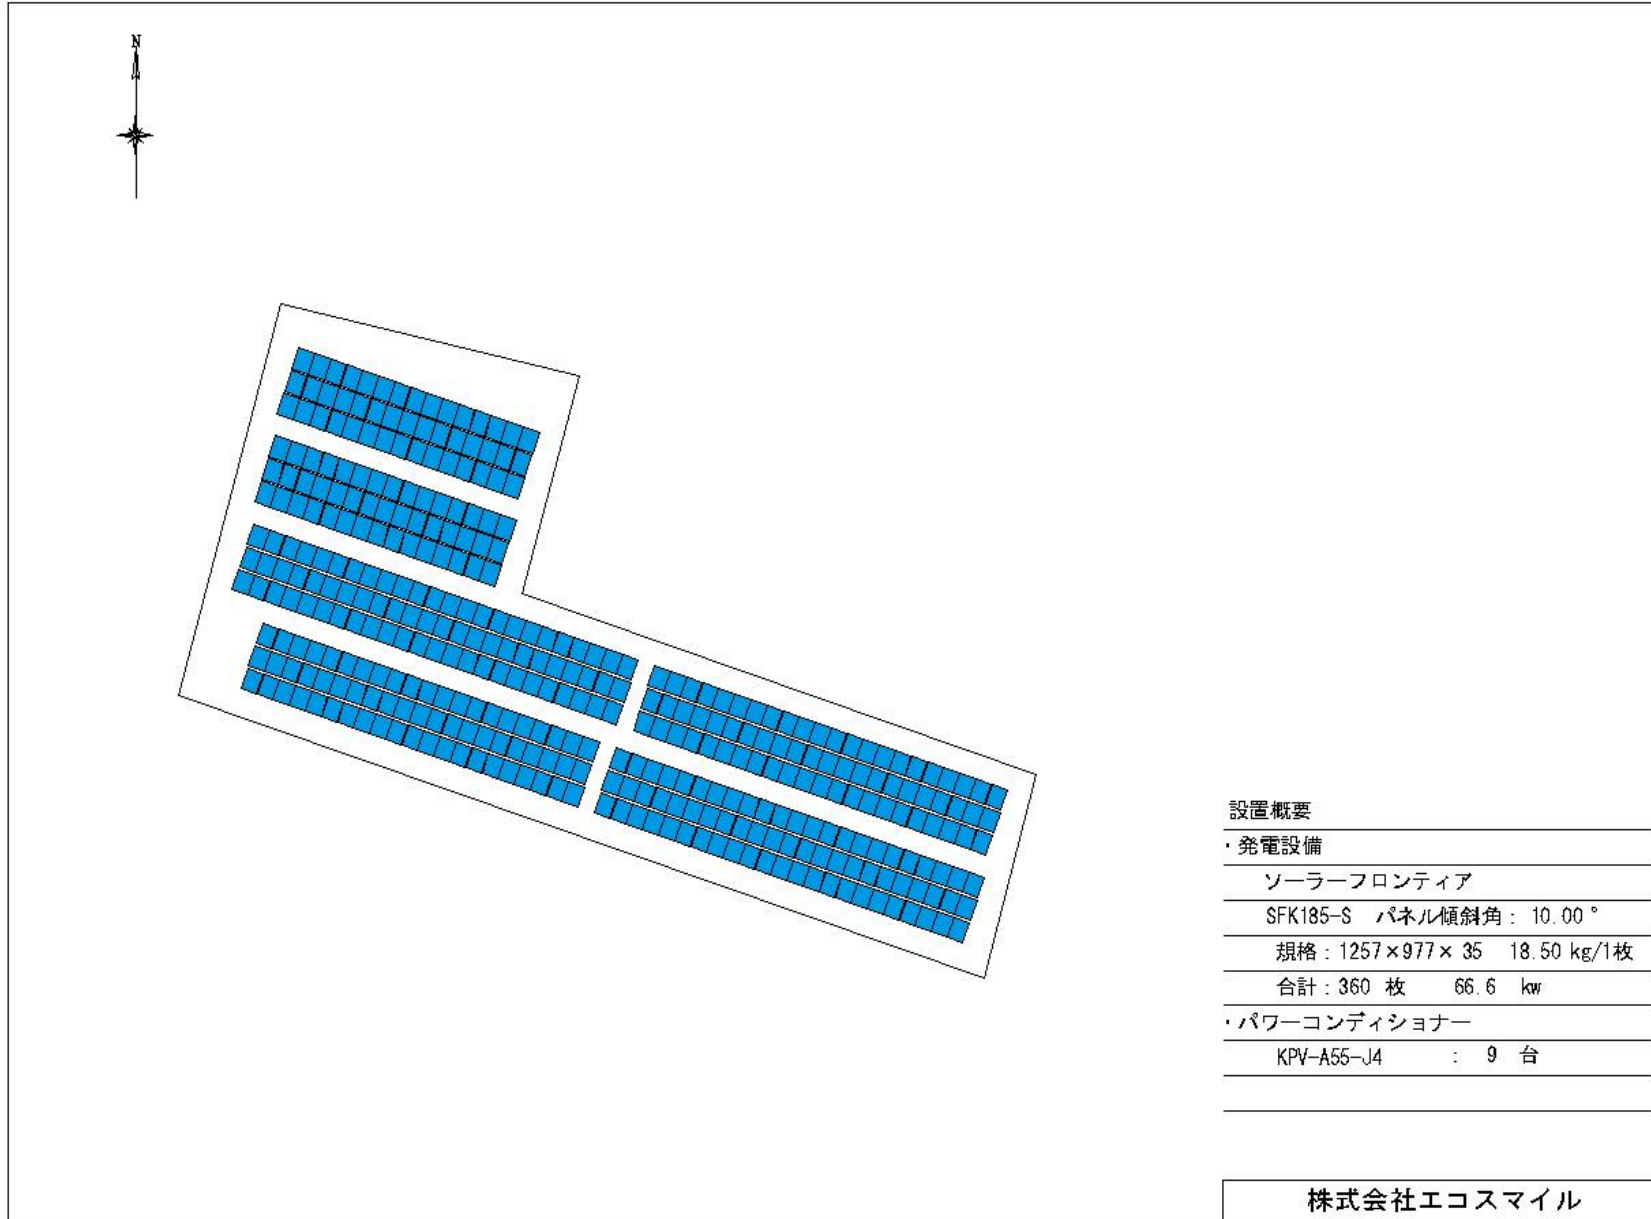 N
設置概要
・発電設備
ソーラーフロンティア
SFK185-S パネル傾斜角： 10.00°
規格：1257×977× 35 18.50 kg/1枚
合計：360 枚 66.6 kw
・パワーコンディショナー
KPV-A55-J4 ： 9 台
株式会社エコスマイル